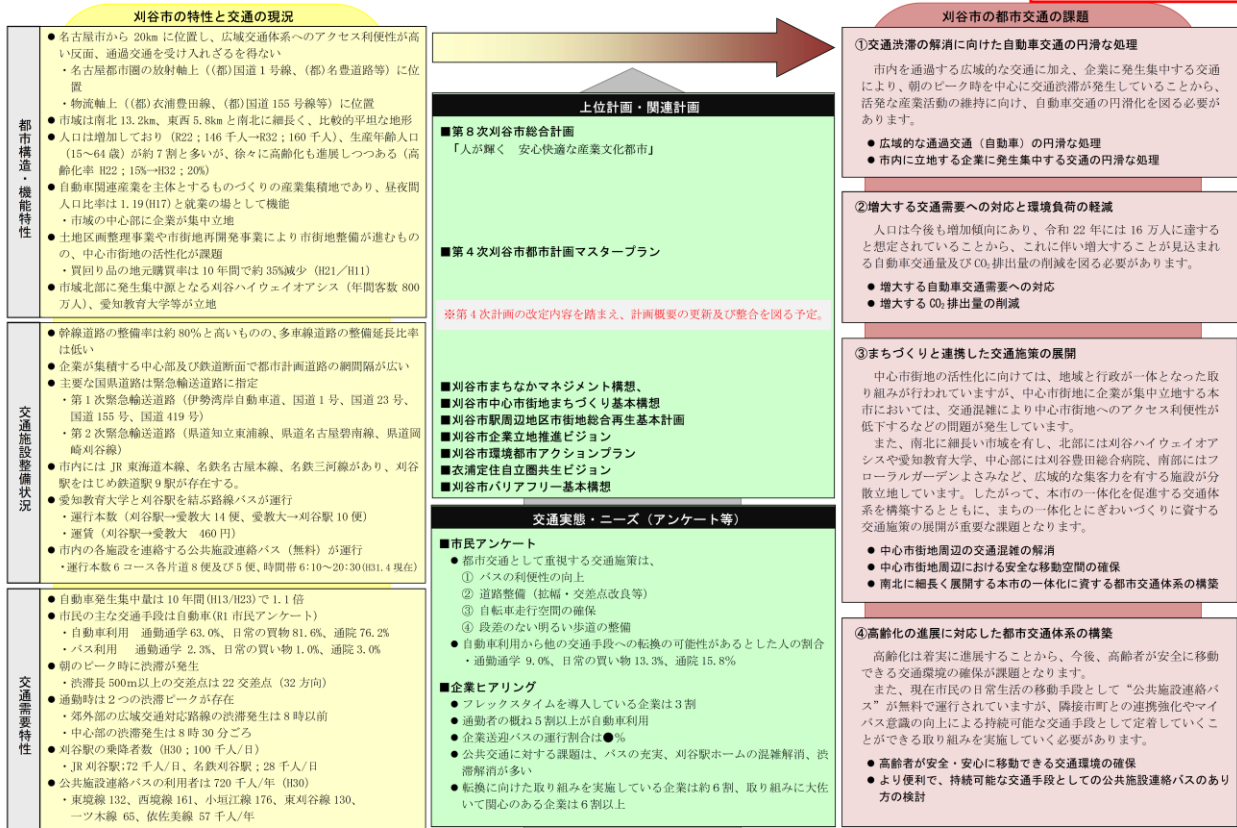 刈谷市の特性と交通の現況
都市構造・機能特性
● 名古屋市から 20km に位置し、広域交通体系へのアクセス利便性が高
い反面、通過交通を受け入れざるを得ない
・名古屋都市圏の放射軸上（(都)国道1号線、(都)名豊道路等）に位
置
・物流軸上（(都)衣浦豊田線、(都)国道 155 号線等）に位置
● 市域は南北 13.2km、東西 5.8km と南北に細長く、比較的平坦な地形
● 人口は増加しており（R22；146 千人→R32；160 千人）、生産年齢人口
（15～64 歳）が約7割と多いが、徐々に高齢化も進展しつつある（高
齢化率 H22；15%→H32；20%）
● 自動車関連産業を主体とするものづくりの産業集積地であり、昼夜間
人口比率は 1.19(H17)と就業の場として機能
・市域の中心部に企業が集中立地
● 土地区画整理事業や市街地再開発事業により市街地整備が進むもの
の、中心市街地の活性化が課題
・買回り品の地元購買率は 10 年間で約 35%減少（H21／H11）
● 市域北部に発生集中源となる刈谷ハイウェイオアシス（年間客数 800
万人）、愛知教育大学等が立地
交通施設整備状況
● 幹線道路の整備率は約 80%と高いものの、多車線道路の整備延長比率
は低い
● 企業が集積する中心部及び鉄道断面で都市計画道路の網間隔が広い
● 主要な国県道路は緊急輸送道路に指定
・第1次緊急輸送道路（伊勢湾岸自動車道、国道1号、国道 23 号、
国道 155 号、国道 419 号）
・第2次緊急輸送道路（県道知立東浦線、県道名古屋碧南線、県道岡
崎刈谷線）
● 市内には JR 東海道本線、名鉄名古屋本線、名鉄三河線があり、刈谷
駅をはじめ鉄道駅9駅が存在する。
● 愛知教育大学と刈谷駅を結ぶ路線バスが運行
・運行本数（刈谷駅→愛教大 14 便、愛教大→刈谷駅 10 便）
・運賃（刈谷駅→愛教大　460 円）
● 市内の各施設を連絡する公共施設連絡バス（無料）が運行
・運行本数6コース各片道8便及び5便、時間帯 6:10～20:30(H31.4 現在)
交通需要特性
● 自動車発生集中量は 10 年間(H13/H23)で 1.1 倍
● 市民の主な交通手段は自動車(R1 市民アンケート)
・自動車利用　通勤通学 63.0%、日常の買物 81.6%、通院 76.2%
・バス利用　通勤通学 2.3%、日常の買物 1.0%、通院 3.0%
● 朝のピーク時に渋滞が発生
・渋滞長 500m以上の交差点は 22 交差点（32 方向）
● 通勤時は2つの渋滞ピークが存在
・郊外部の広域交通対応路線の渋滞発生は8時以前
・中心部の渋滞発生は8時 30 分ごろ
● 刈谷駅の乗降者数（H30；100 千人/日）
・JR 刈谷駅;72 千人/日、名鉄刈谷駅；28 千人/日
● 公共施設連絡バスの利用者は 720 千人/年（H30）
・東境線 132、西境線 161、小垣江線 176、東刈谷線 130、
一ツ木線 65、依佐美線 57 千人/年
上位計画・関連計画
■第8次刈谷市総合計画
「人が輝く　安心快適な産業文化都市」
■第4次刈谷市都市計画マスタープラン
※第4次計画の改定内容を踏まえ、計画概要の更新及び整合を図る予定。
■刈谷市まちなかマネジメント構想、
■刈谷市中心市街地まちづくり基本構想
■刈谷市駅周辺地区市街地総合再生基本計画
■刈谷市企業立地推進ビジョン
■刈谷市環境都市アクションプラン
■衣浦定住自立圏共生ビジョン
■刈谷市バリアフリー基本構想
交通実態・ニーズ（アンケート等）
■市民アンケート
● 都市交通として重視する交通施策は、
① バスの利便性の向上
② 道路整備（拡幅・交差点改良等）
③ 自転車走行空間の確保
④ 段差のない明るい歩道の整備
● 自動車利用から他の交通手段への転換の可能性があるとした人の割合
・通勤通学 9.0%、日常の買い物 13.3%、通院 15.8%
■企業ヒアリング
● フレックスタイムを導入している企業は3割
● 通勤者の概ね5割以上が自動車利用
● 企業送迎バスの運行割合は●%
● 公共交通に対する課題は、バスの充実、刈谷駅ホームの混雑解消、渋
滞解消が多い
● 転換に向けた取り組みを実施している企業は約6割、取り組みに大佐
いて関心のある企業は6割以上
刈谷市の都市交通の課題
①交通渋滞の解消に向けた自動車交通の円滑な処理
市内を通過する広域的な交通に加え、企業に発生集中する交通
により、朝のピーク時を中心に交通渋滞が発生していることから、
活発な産業活動の維持に向け、自動車交通の円滑化を図る必要が
あります。
● 広域的な通過交通（自動車）の円滑な処理
● 市内に立地する企業に発生集中する交通の円滑な処理
②増大する交通需要への対応と環境負荷の軽減
人口は今後も増加傾向にあり、令和 22 年には 16 万人に達する
と想定されていることから、これに伴い増大することが見込まれ
る自動車交通量及び CO₂排出量の削減を図る必要があります。
● 増大する自動車交通需要への対応
● 増大する CO₂排出量の削減
③まちづくりと連携した交通施策の展開
中心市街地の活性化に向けては、地域と行政が一体となった取
り組みが行われていますが、中心市街地に企業が集中立地する本
市においては、交通混雑により中心市街地へのアクセス利便性が
低下するなどの問題が発生しています。
また、南北に細長い市域を有し、北部には刈谷ハイウェイオア
シスや愛知教育大学、中心部には刈谷豊田総合病院、南部にはフ
ローラルガーデンよさみなど、広域的な集客力を有する施設が分
散立地しています。したがって、本市の一体化を促進する交通体
系を構築するとともに、まちの一体化とにぎわいづくりに資する
交通施策の展開が重要な課題となります。
● 中心市街地周辺の交通混雑の解消
● 中心市街地周辺における安全な移動空間の確保
● 南北に細長く展開する本市の一体化に資する都市交通体系の構築
④高齢化の進展に対応した都市交通体系の構築
高齢化は着実に進展することから、今後、高齢者が安全に移動
できる交通環境の確保が課題となります。
また、現在市民の日常生活の移動手段として“公共施設連絡バ
ス”が無料で運行されていますが、隣接市町との連携強化やマイ
バス意識の向上による持続可能な交通手段として定着していくこ
とができる取り組みを実施していく必要があります。
● 高齢者が安全・安心に移動できる交通環境の確保
● より便利で、持続可能な交通手段としての公共施設連絡バスのあり
方の検討